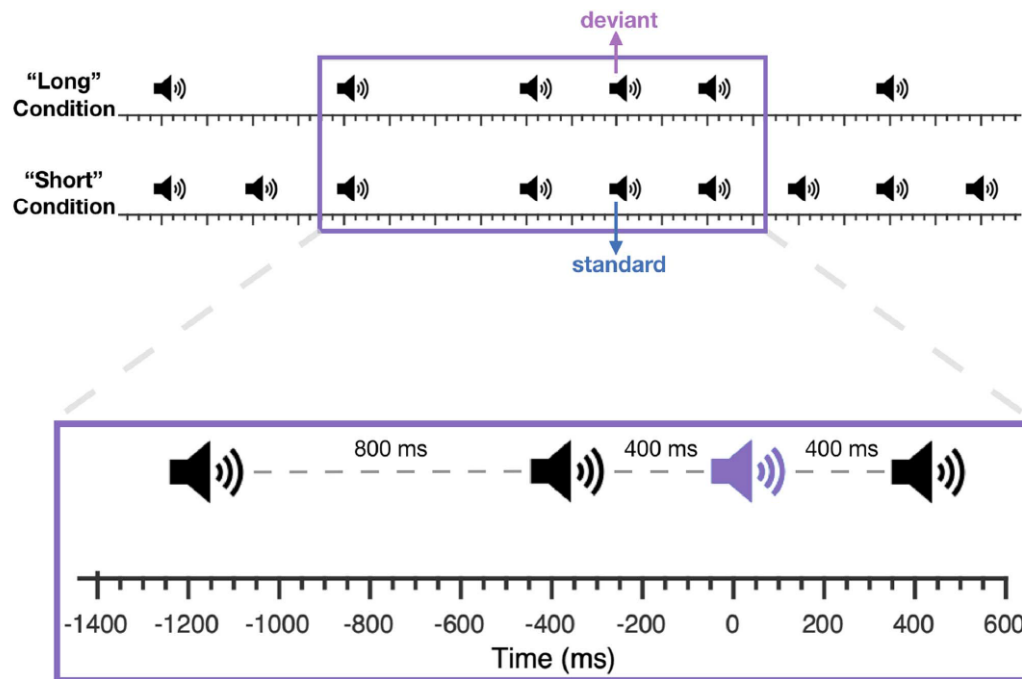 deviant
“Long”
Condition
“Short”
Condition
standard
800 ms
400 ms
400 ms
-1400
-1200
-1000
-800
-600
-400
-200
0
200
400
600
Time (ms)